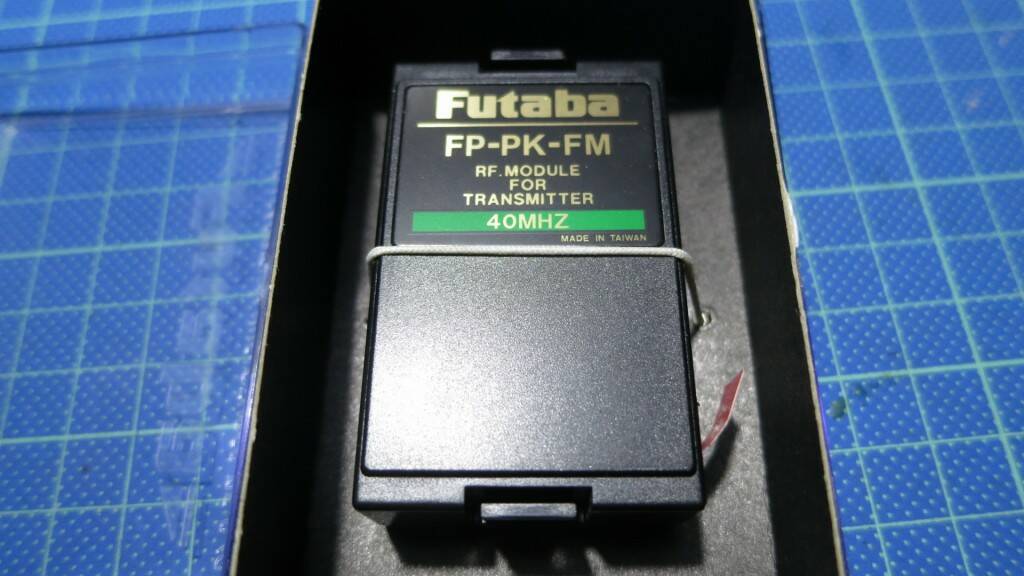 Futaba
FP-PK-FM
RF.MODULE
FOR
TRANSMITTER
40MHZ
MADE IN TAIWAN